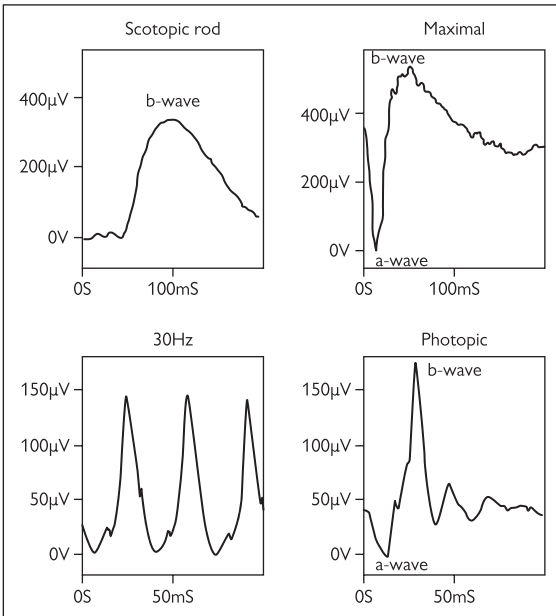 Scotopic rod
b-wave
400µV
200µV
0V
0S 100mS
Maximal
b-wave
400µV
200µV
0V
a-wave
0S 100mS
30Hz
150µV
100µV
50µV
0V
0S 50mS
Photopic
b-wave
150µV
100µV
50µV
0V
a-wave
0S 50mS